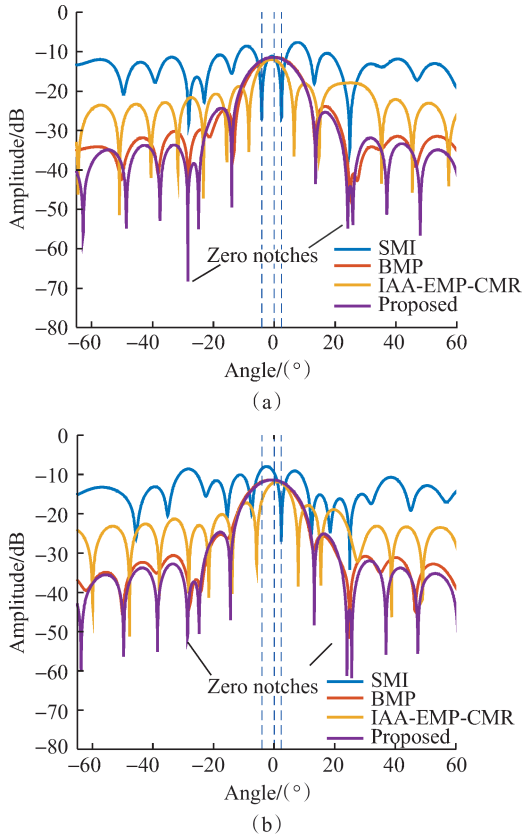 0
−10
−20
−30
−40
−50
−60
−70
−80
Amplitude/dB
Zero notches
SMI
BMP
IAA-EMP-CMR
Proposed
−60 −40 −20 0 20 40 60
Angle/(°)
(a)
0
−10
−20
−30
−40
−50
−60
−70
−80
Amplitude/dB
Zero notches
SMI
BMP
IAA-EMP-CMR
Proposed
−60 −40 −20 0 20 40 60
Angle/(°)
(b)